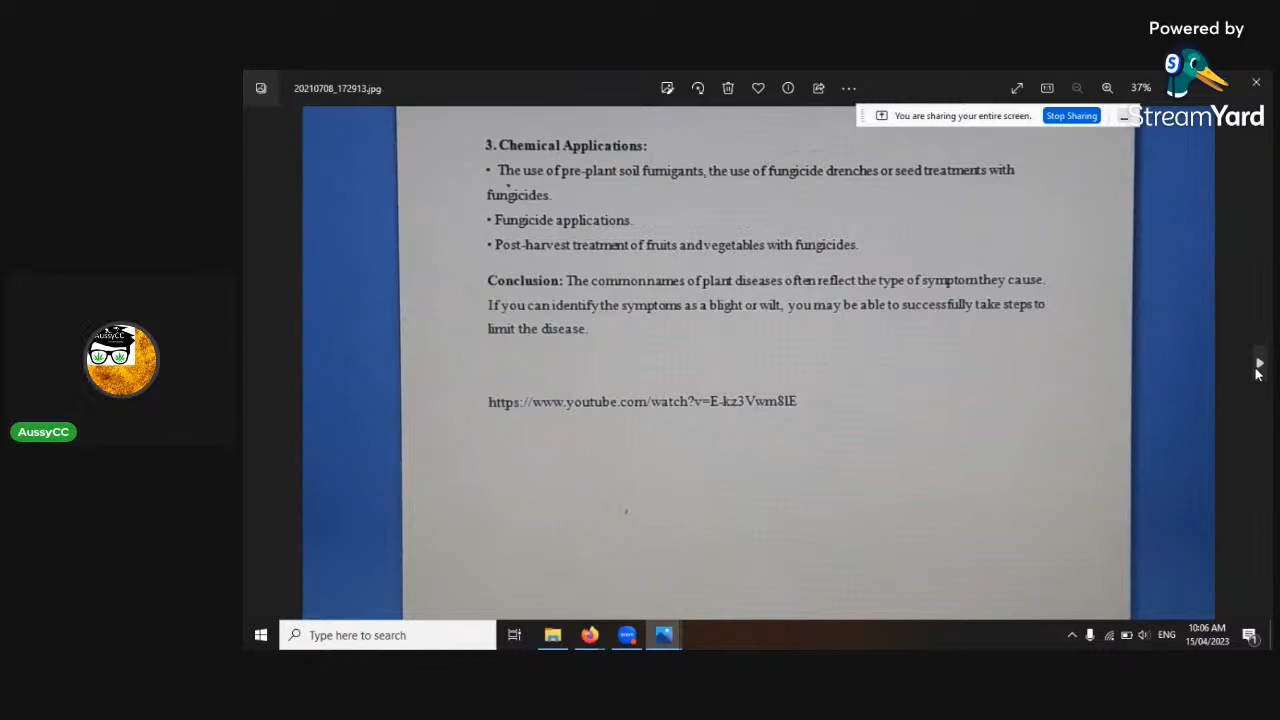 Powered by
S
StreamYard
20210708_172913.jpg
37%
You are sharing your entire screen.
Stop Sharing
3. Chemical Applications:
• The use of pre-plant soil fumigants, the use of fungicide drenches or seed treatments with
fungicides.
• Fungicide applications.
• Post-harvest treatment of fruits and vegetables with fungicides.
Conclusion: The common names of plant diseases often reflect the type of symptom they cause.
If you can identify the symptoms as a blight or wilt, you may be able to successfully take steps to
limit the disease.
https://www.youtube.com/watch?v=E-kz3Vwm8lE
AussyCC
AussyCC
Type here to search
zoom
ENG
10:06 AM
15/04/2023
1